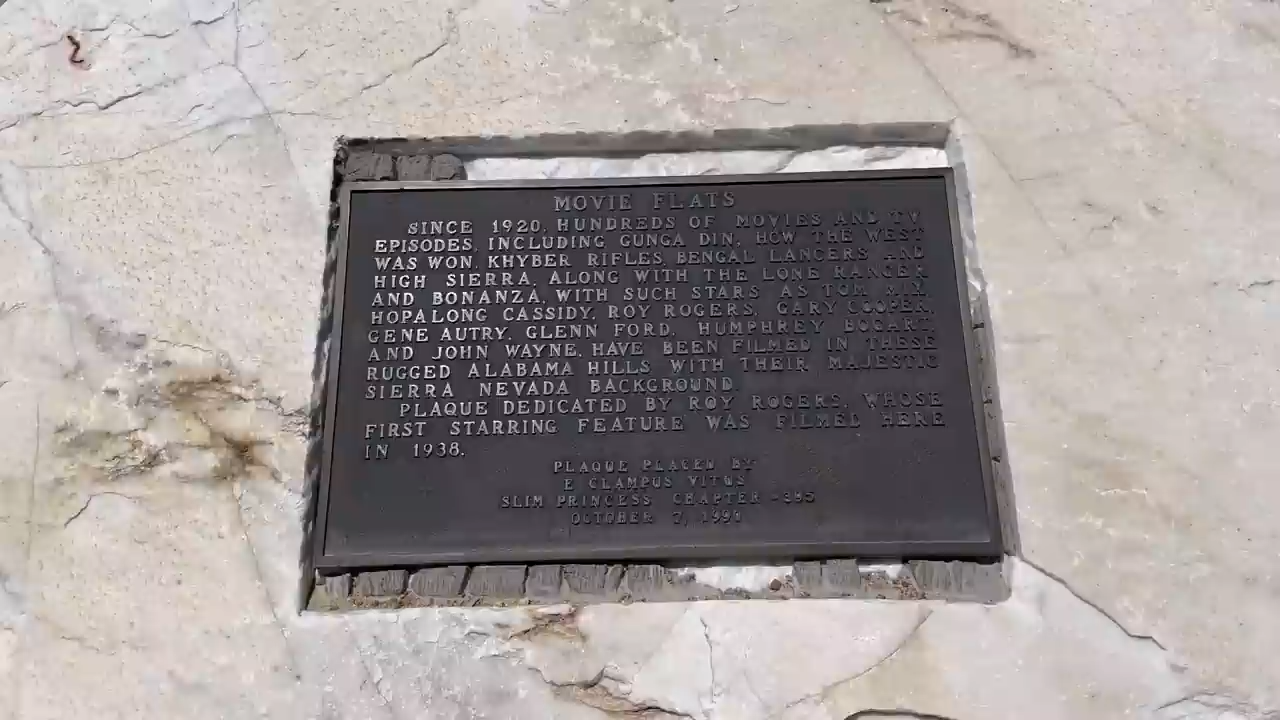 MOVIE FLATS
SINCE 1920, HUNDREDS OF MOVIES AND TV
EPISODES, INCLUDING GUNGA DIN, HOW THE WEST
WAS WON, KHYBER RIFLES, BENGAL LANCERS AND
HIGH SIERRA, ALONG WITH THE LONE RANGER
AND BONANZA, WITH SUCH STARS AS TOM MIX,
HOPALONG CASSIDY, ROY ROGERS, GARY COOPER,
GENE AUTRY, GLENN FORD, HUMPHREY BOGART,
AND JOHN WAYNE, HAVE BEEN FILMED IN THESE
RUGGED ALABAMA HILLS WITH THEIR MAJESTIC
SIERRA NEVADA BACKGROUND.
PLAQUE DEDICATED BY ROY ROGERS, WHOSE
FIRST STARRING FEATURE WAS FILMED HERE
IN 1938.
PLAQUE PLACED BY
E CLAMPUS VITUS
SLIM PRINCESS CHAPTER -395
OCTOBER 7, 1991